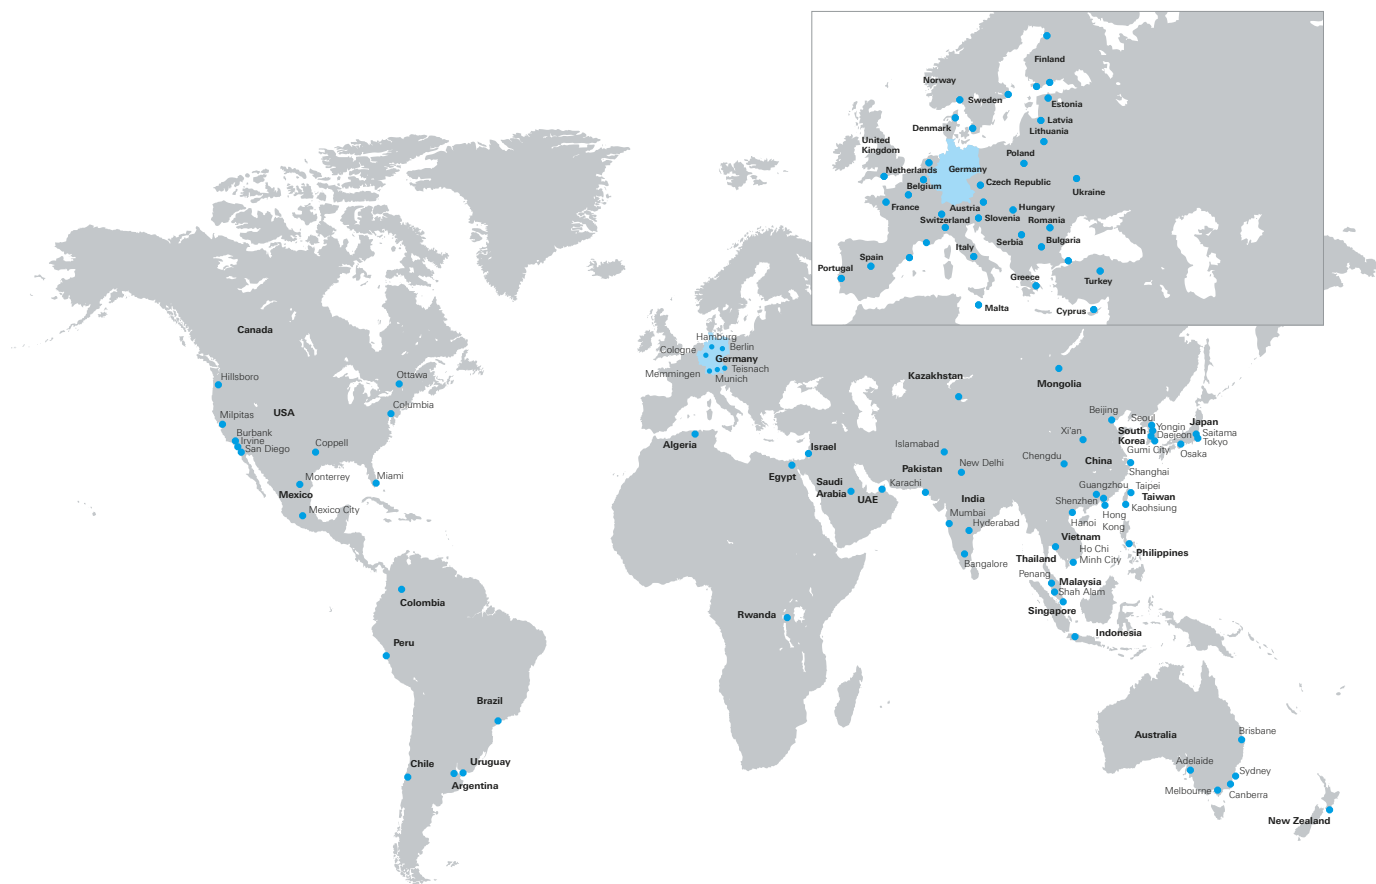 Finland
Norway
Sweden
Estonia
Latvia
Denmark
Lithuania
United
Kingdom
Poland
Netherlands
Germany
Czech Republic
Belgium
Ukraine
France
Austria
Hungary
Switzerland
Slovenia
Romania
Serbia
Bulgaria
Italy
Spain
Portugal
Greece
Turkey
Malta
Cyprus
Canada
Hillsboro
Ottawa
Columbia
Milpitas
USA
Burbank
Irvine
San Diego
Coppell
Monterrey
Miami
Mexico
Mexico City
Colombia
Peru
Brazil
Chile
Uruguay
Argentina
Hamburg
Cologne
Berlin
Germany
Memmingen
Teisnach
Munich
Algeria
Israel
Egypt
Saudi
Arabia
UAE
Rwanda
Kazakhstan
Mongolia
Islamabad
Pakistan
New Delhi
Karachi
India
Mumbai
Hyderabad
Bangalore
Beijing
Seoul
Yongin
Japan
Xi'an
South
Korea
Daejeon
Saitama
Tokyo
Gumi City
Osaka
Chengdu
China
Shanghai
Guangzhou
Taipei
Shenzhen
Taiwan
Kaohsiung
Hong
Kong
Hanoi
Vietnam
Thailand
Ho Chi
Minh City
Philippines
Penang
Malaysia
Shah Alam
Singapore
Indonesia
Australia
Brisbane
Adelaide
Sydney
Melbourne
Canberra
New Zealand